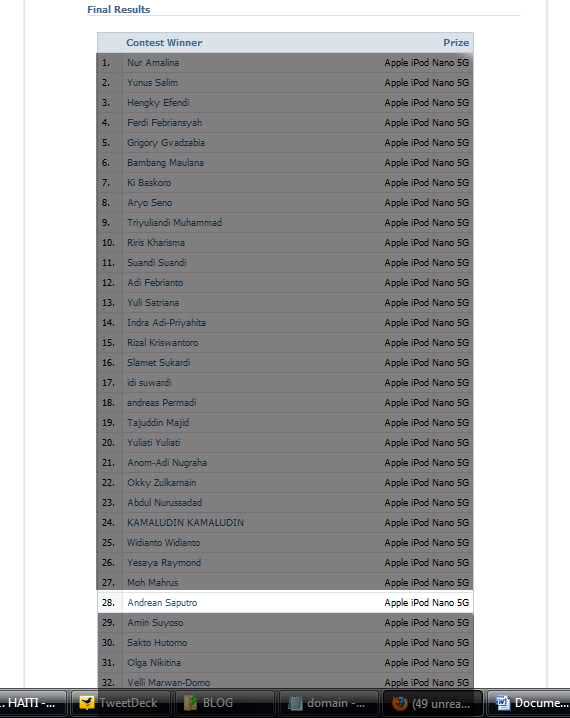 Final Results
Contest Winner Prize
1. Nur Amalina Apple iPod Nano 5G
2. Yunus Salim Apple iPod Nano 5G
3. Hengky Efendi Apple iPod Nano 5G
4. Ferdi Febriansyah Apple iPod Nano 5G
5. Grigory Gvadzabia Apple iPod Nano 5G
6. Bambang Maulana Apple iPod Nano 5G
7. Ki Baskoro Apple iPod Nano 5G
8. Aryo Seno Apple iPod Nano 5G
9. Triyuliandi Muhammad Apple iPod Nano 5G
10. Riris Kharisma Apple iPod Nano 5G
11. Suandi Suandi Apple iPod Nano 5G
12. Adi Febrianto Apple iPod Nano 5G
13. Yuli Satriana Apple iPod Nano 5G
14. Indra Adi-Priyahita Apple iPod Nano 5G
15. Rizal Kriswantoro Apple iPod Nano 5G
16. Slamet Sukardi Apple iPod Nano 5G
17. idi suwardi Apple iPod Nano 5G
18. andreas Permadi Apple iPod Nano 5G
19. Tajuddin Majid Apple iPod Nano 5G
20. Yuliati Yuliati Apple iPod Nano 5G
21. Anom-Adi Nugraha Apple iPod Nano 5G
22. Okky Zulkarnain Apple iPod Nano 5G
23. Abdul Nurussadad Apple iPod Nano 5G
24. KAMALUDIN KAMALUDIN Apple iPod Nano 5G
25. Widianto Widianto Apple iPod Nano 5G
26. Yesaya Raymond Apple iPod Nano 5G
27. Moh Mahrus Apple iPod Nano 5G
28. Andrean Saputro Apple iPod Nano 5G
29. Amin Suyoso Apple iPod Nano 5G
30. Sakto Hutomo Apple iPod Nano 5G
31. Olga Nikitina Apple iPod Nano 5G
32. Velli Marwan-Domo Apple iPod Nano 5G
. HAITI -... TweetDeck BLOG domain -... (49 unrea... Docume...